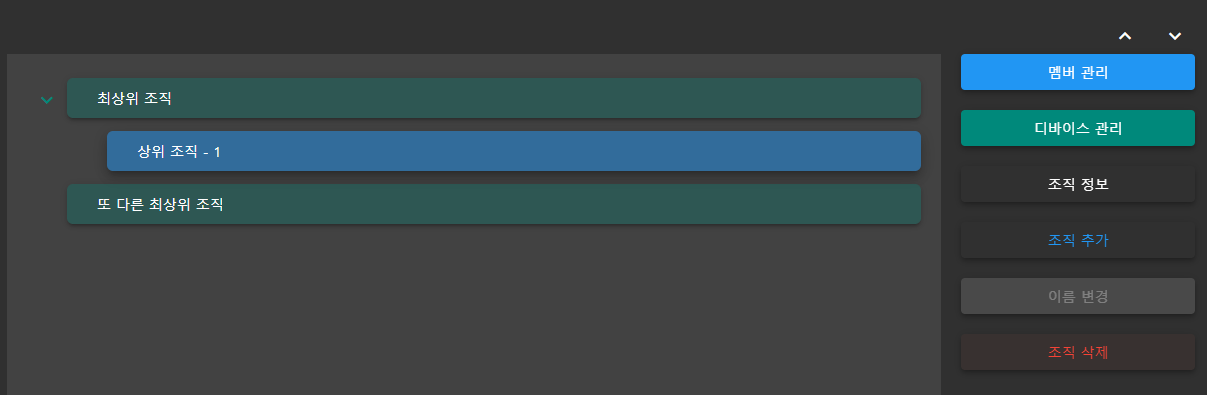 최상위 조직
상위 조직 - 1
또 다른 최상위 조직
멤버 관리
디바이스 관리
조직 정보
조직 추가
이름 변경
조직 삭제